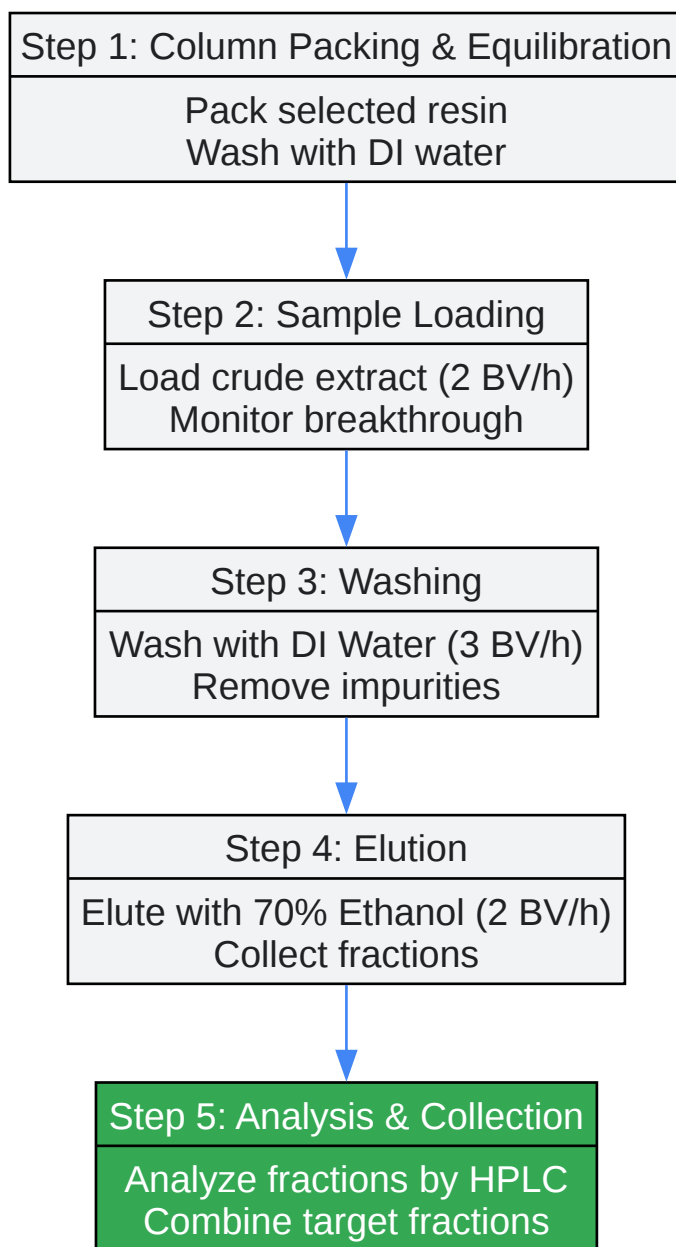 Step 1: Column Packing & Equilibration
Pack selected resin
Wash with DI water
Step 2: Sample Loading
Load crude extract (2 BV/h)
Monitor breakthrough
Step 3: Washing
Wash with DI Water (3 BV/h)
Remove impurities
Step 4: Elution
Elute with 70% Ethanol (2 BV/h)
Collect fractions
Step 5: Analysis & Collection
Analyze fractions by HPLC
Combine target fractions